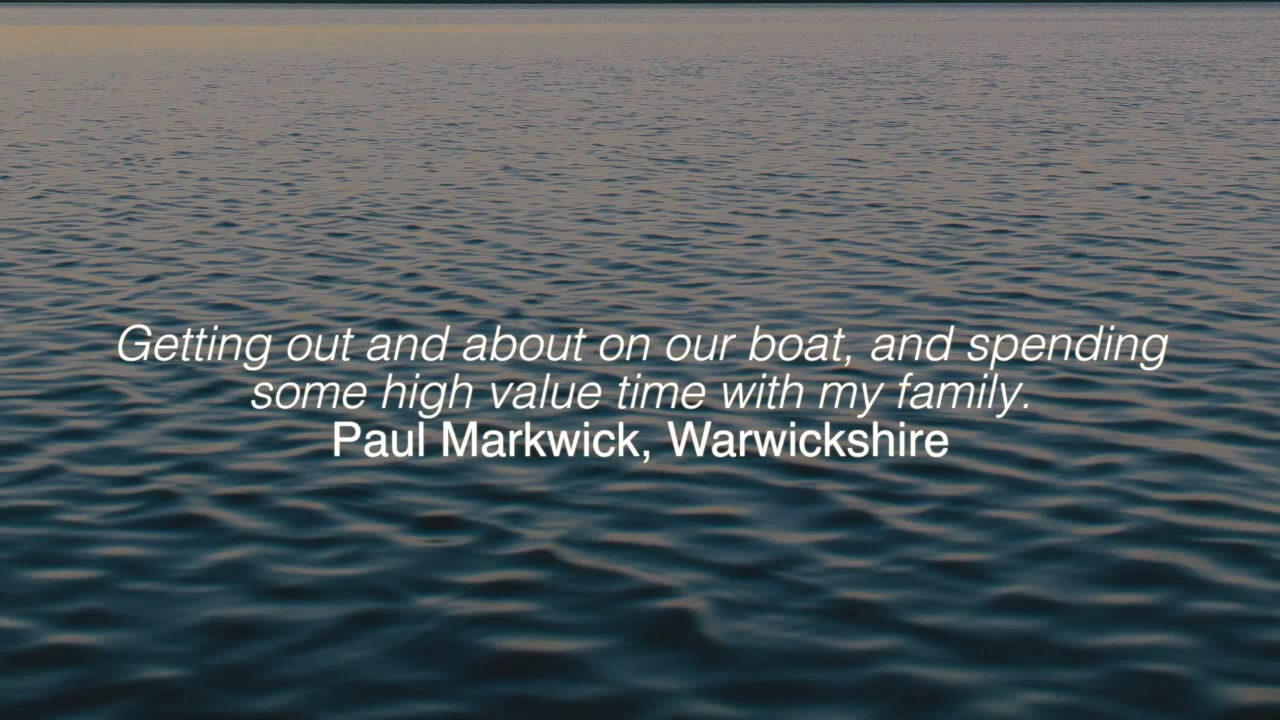 Getting out and about on our boat, and spending
some high value time with my family.
Paul Markwick, Warwickshire